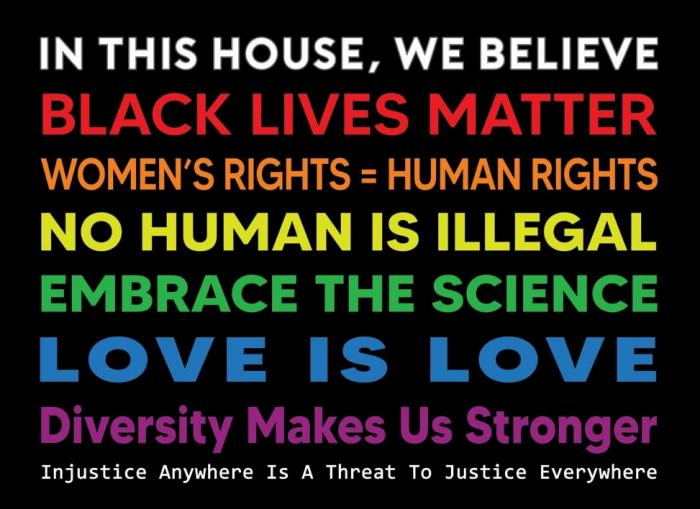 IN THIS HOUSE, WE BELIEVE
BLACK LIVES MATTER
WOMEN'S RIGHTS = HUMAN RIGHTS
NO HUMAN IS ILLEGAL
EMBRACE THE SCIENCE
LOVE IS LOVE
Diversity Makes Us Stronger
Injustice Anywhere Is A Threat To Justice Everywhere